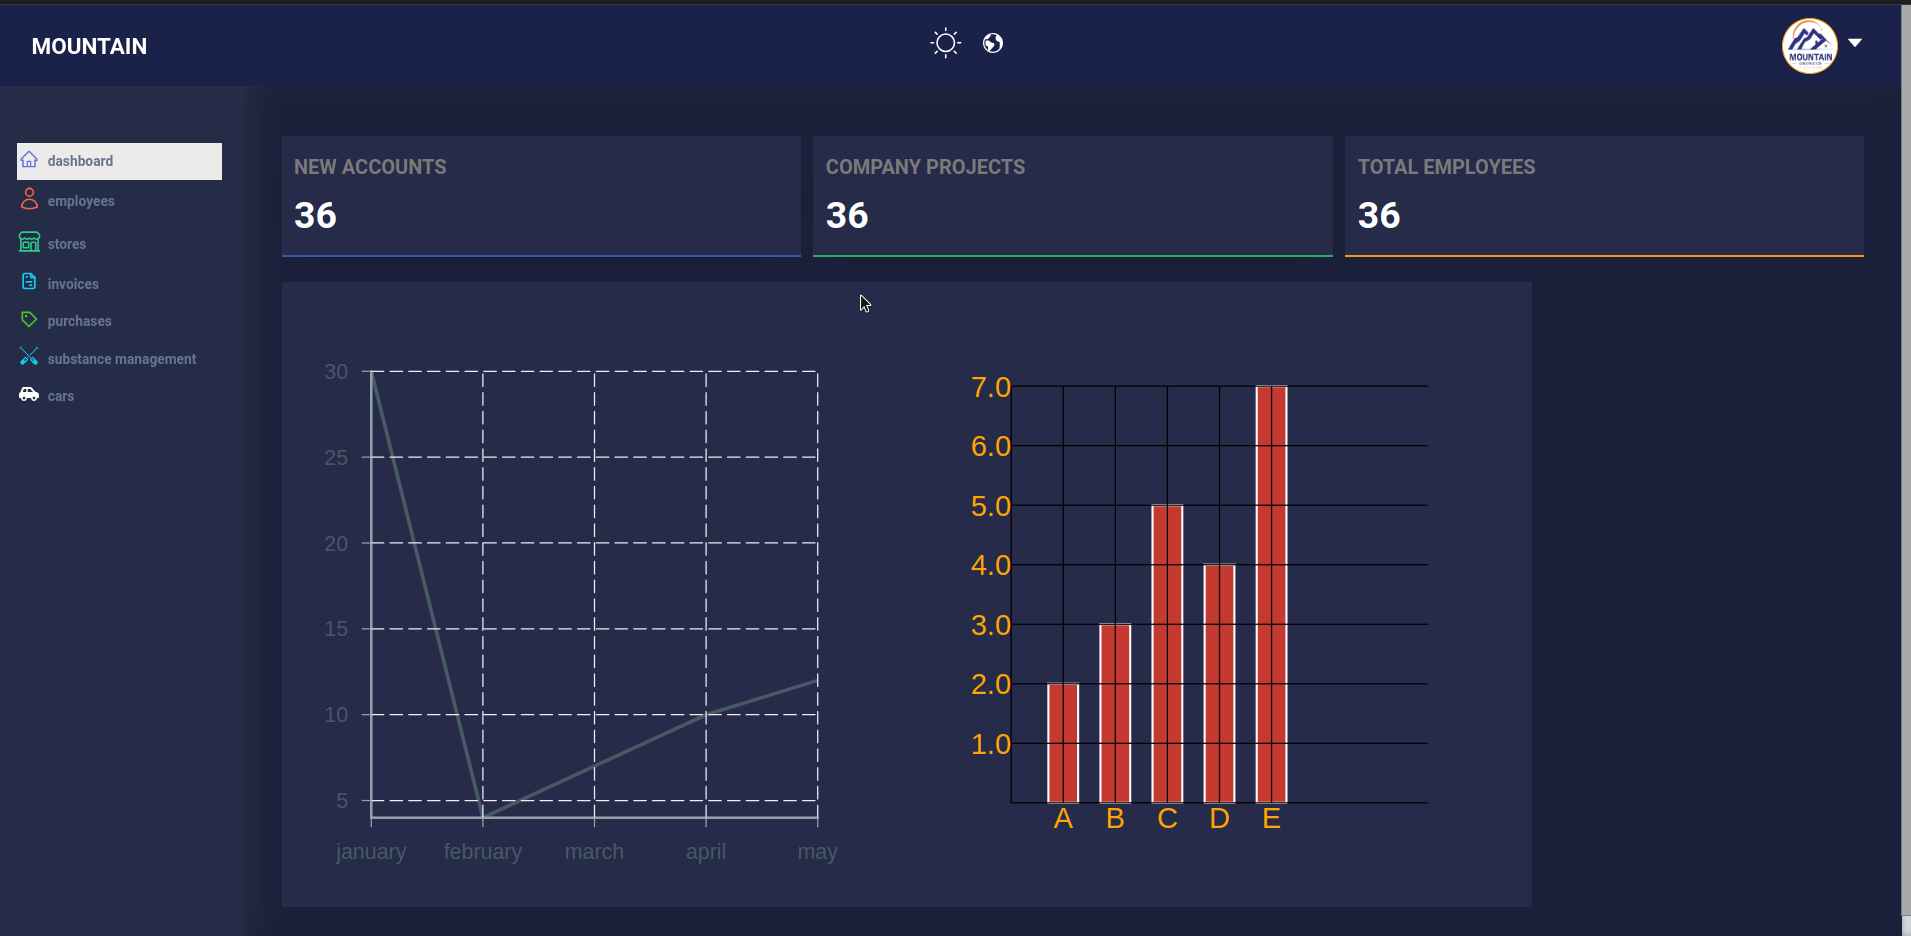 MOUNTAIN
MOUNTAIN
dashboard
employees
stores
invoices
purchases
substance management
cars
NEW ACCOUNTS
36
COMPANY PROJECTS
36
TOTAL EMPLOYEES
36
30
25
20
15
10
5
january february march april may
7.0
6.0
5.0
4.0
3.0
2.0
1.0
A B C D E